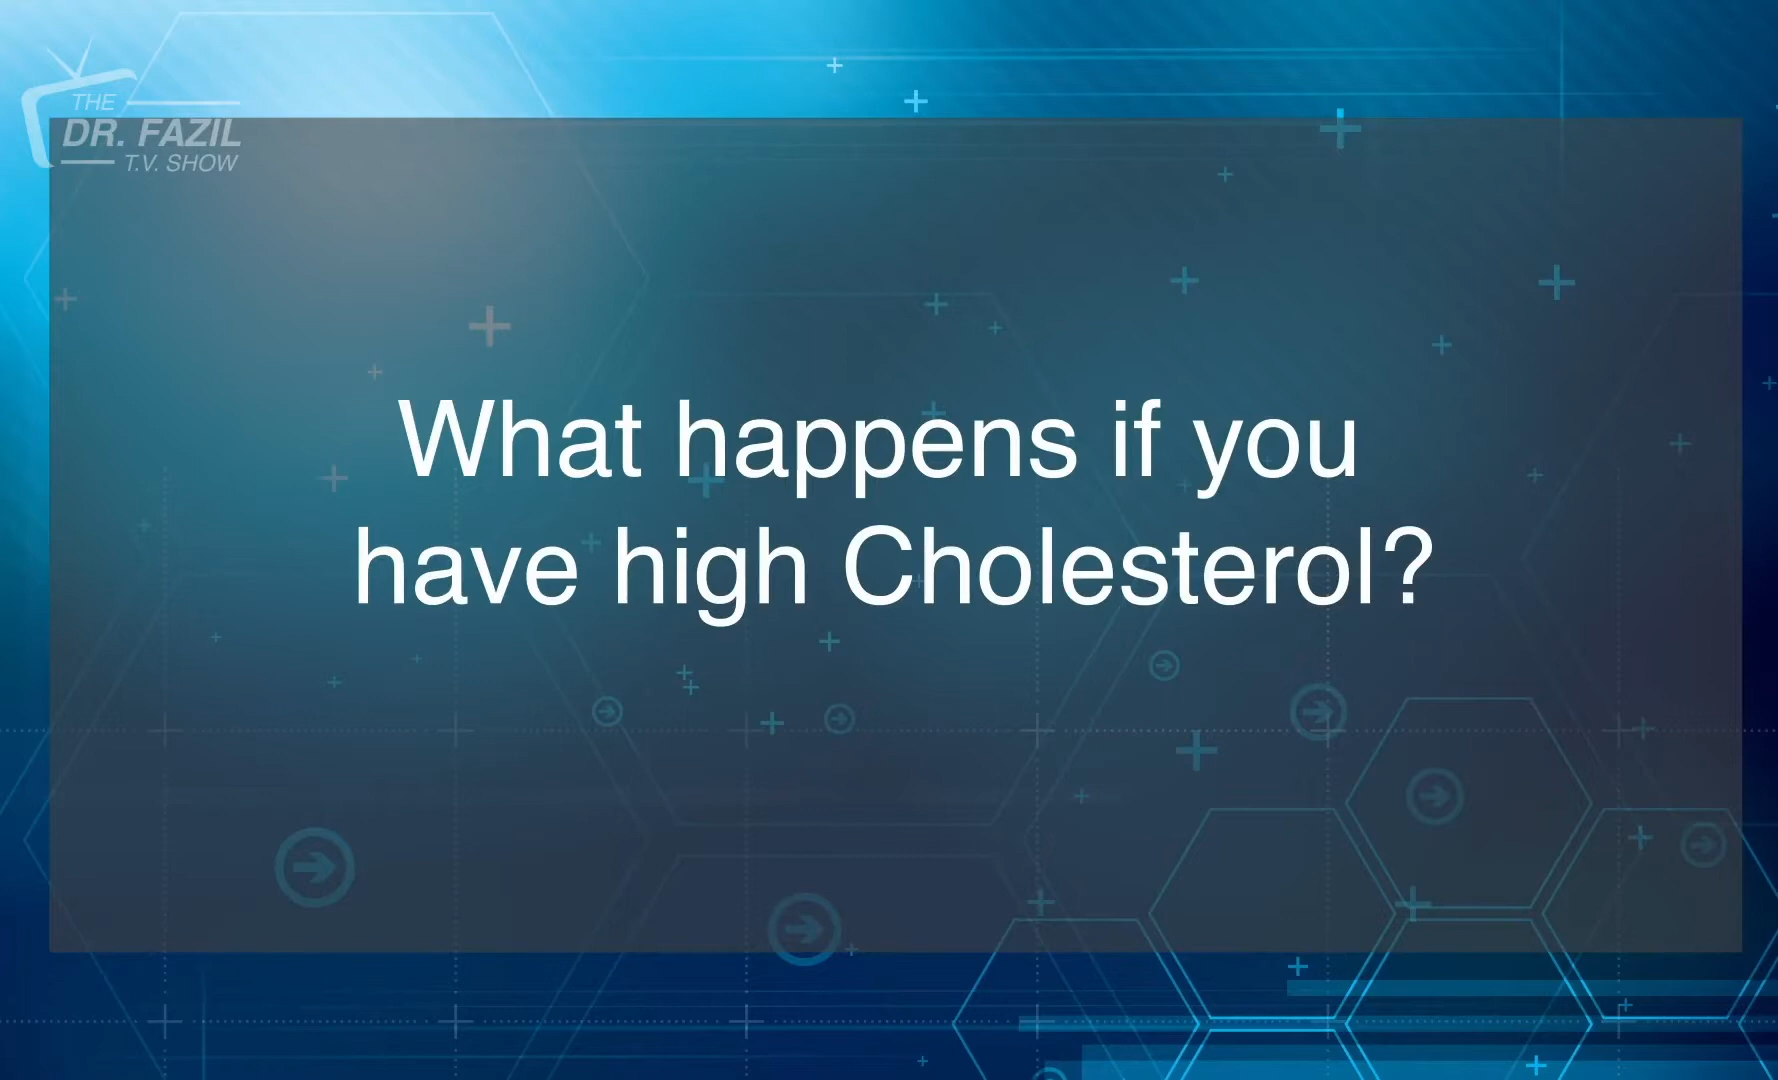 THE
DR. FAZIL
T.V. SHOW
What happens if you
have high Cholesterol?